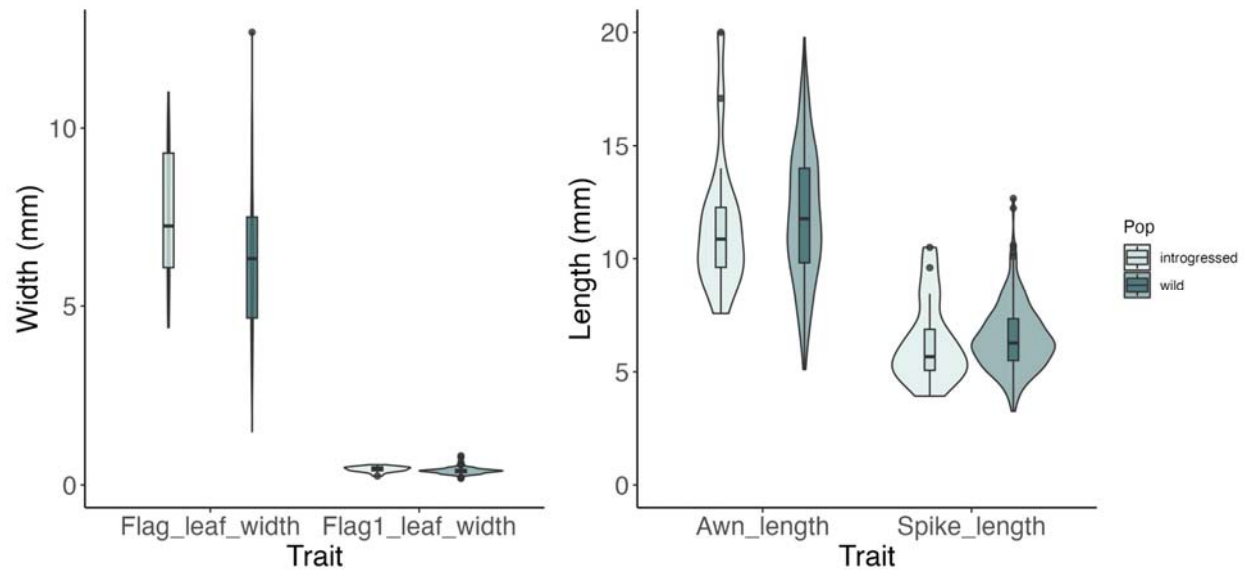 Width (mm)
10
5
0
Flag_leaf_width Flag1_leaf_width
Trait
Length (mm)
20
15
10
5
0
Awn_length Spike_length
Trait
Pop
introgressed
wild